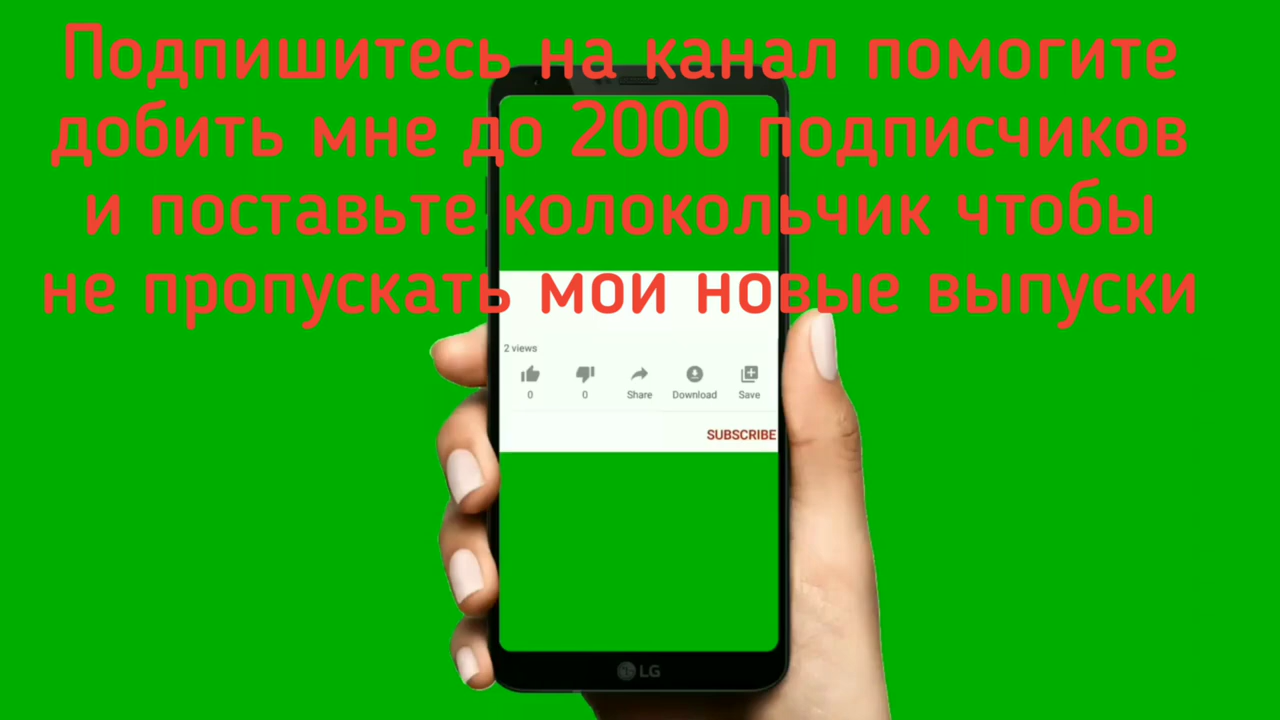 Подпишитесь на канал помогите
добить мне до 2000 подписчиков
и поставьте колокольчик чтобы
не пропускать мои новые выпуски
2 views
0 0 Share Download Save
SUBSCRIBE
LG